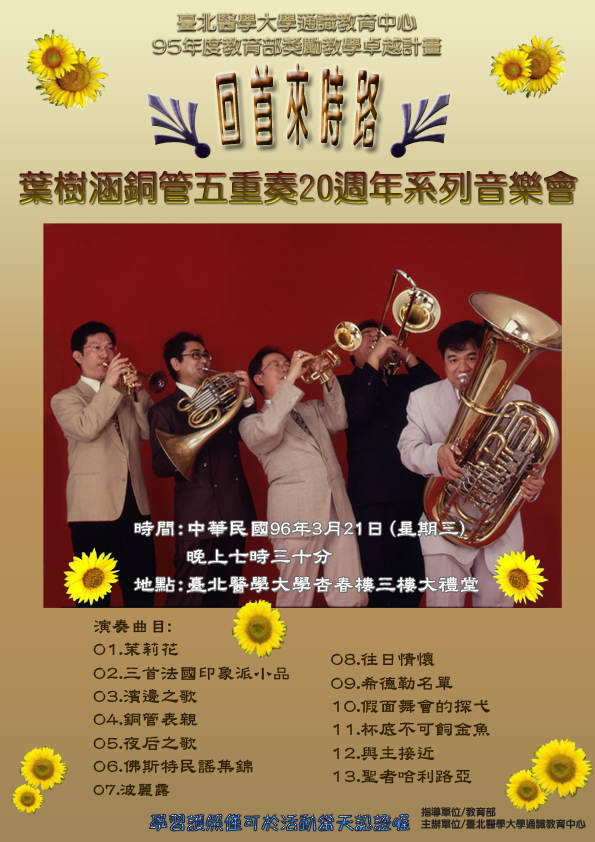 臺北醫學大學通識教育中心
95年度教育部獎勵教學卓越計畫
回首來時路
葉樹涵銅管五重奏20週年系列音樂會
時間:中華民國96年3月21日(星期三)
晚上七時三十分
地點:臺北醫學大學杏春樓三樓大禮堂
演奏曲目:
01.茉莉花
02.三首法國印象派小品
03.濱邊之歌
04.銅管表親
05.夜后之歌
06.佛斯特民謠集錦
07.波麗露
08.往日情懷
09.希德勒名單
10.假面舞會的探戈
11.杯底不可飼金魚
12.與主接近
13.聖者哈利路亞
學習護照僅可於活動當天認證喔
指導單位/教育部
主辦單位/臺北醫學大學通識教育中心